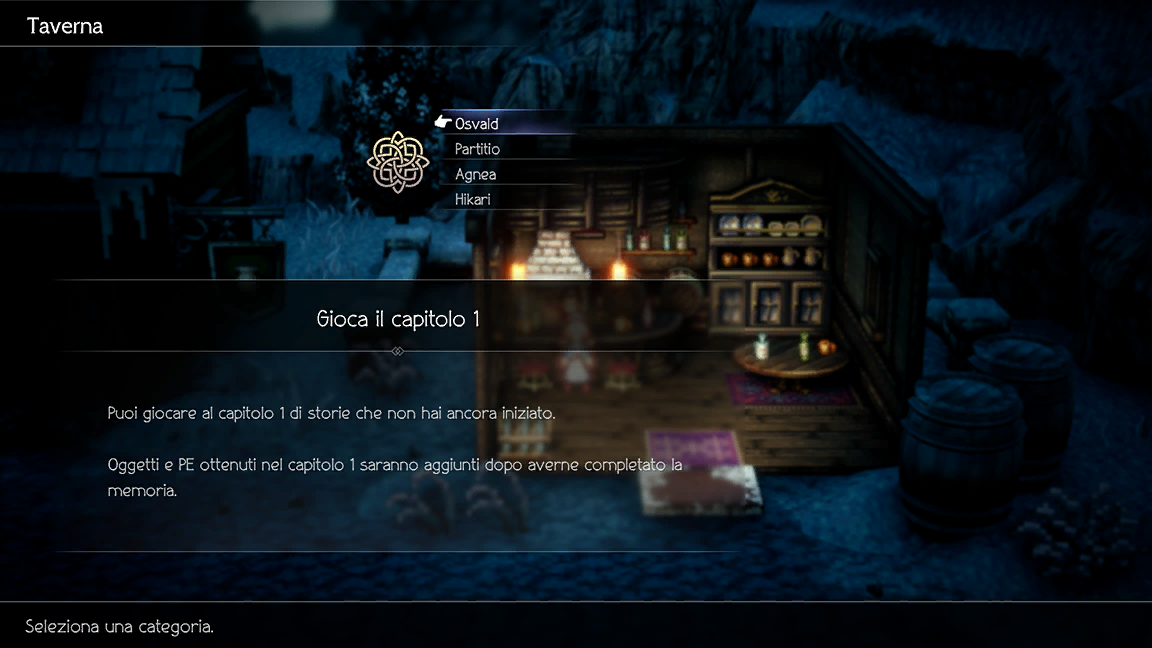 Taverna
Osvald
Partitio
Agnea
Hikari
Gioca il capitolo 1
Puoi giocare al capitolo 1 di storie che non hai ancora iniziato.
Oggetti e PE ottenuti nel capitolo 1 saranno aggiunti dopo averne completato la
memoria.
Seleziona una categoria.